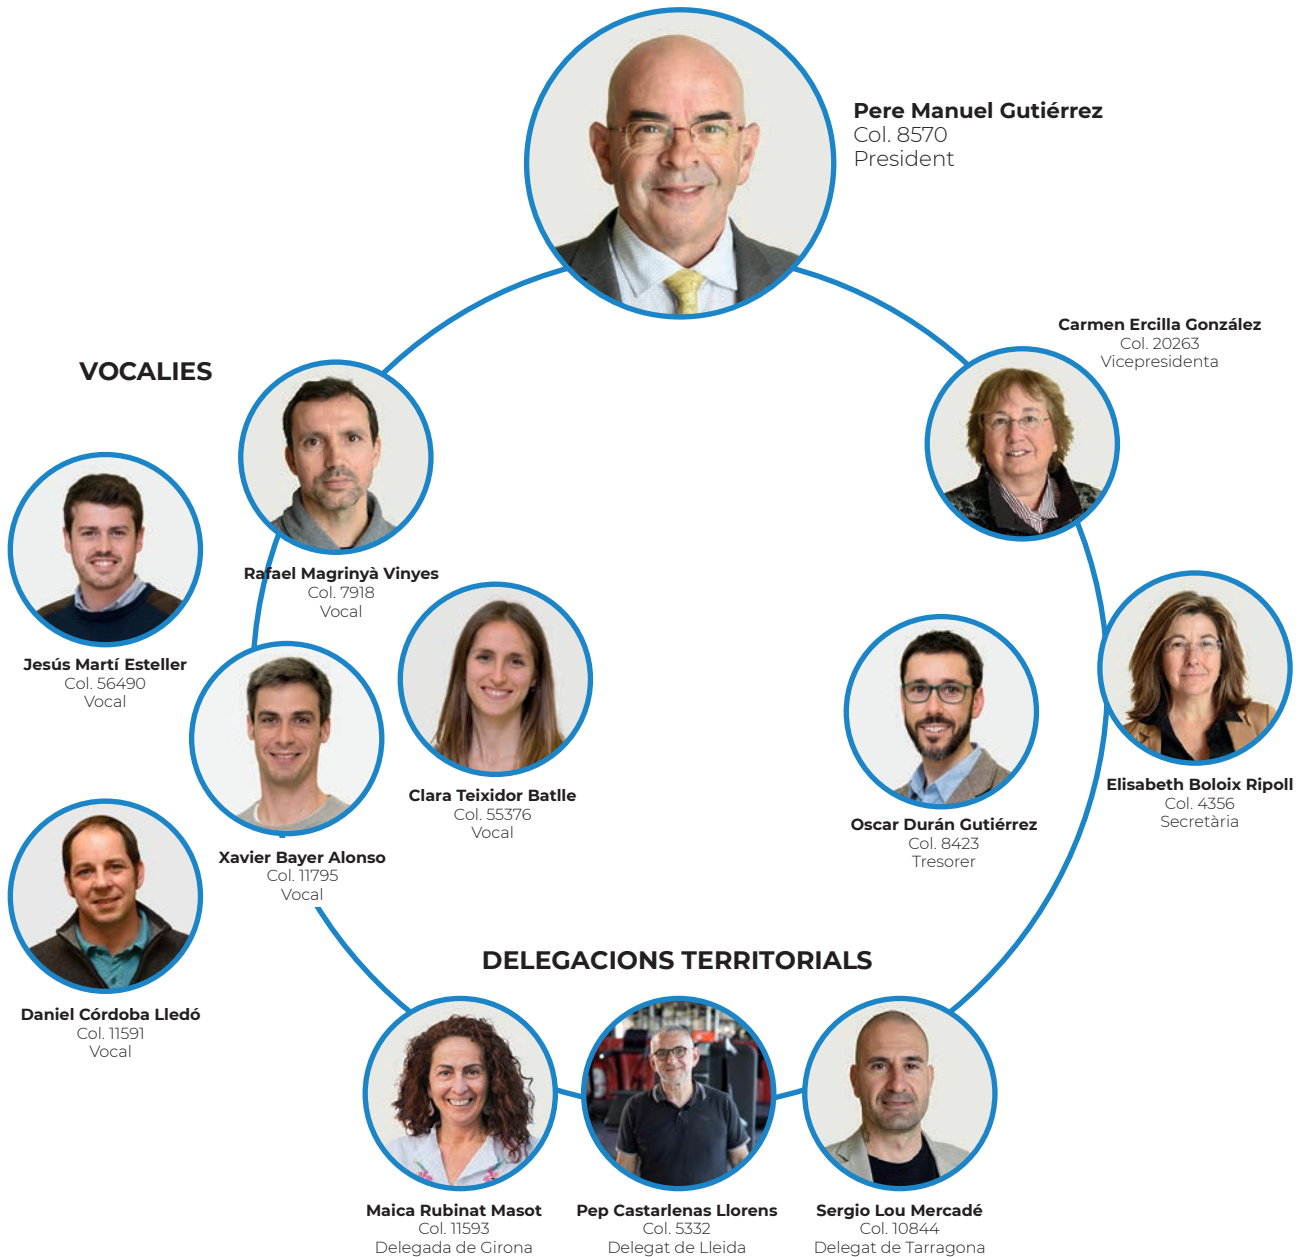 Pere Manuel Gutiérrez
Col. 8570
President
Carmen Ercilla González
Col. 20263
Vicepresidenta
VOCALIES
Rafael Magrinyà Vinyes
Col. 7918
Vocal
Jesús Martí Esteller
Col. 56490
Vocal
Clara Teixidor Batlle
Col. 55376
Vocal
Xavier Bayer Alonso
Col. 11795
Vocal
Daniel Córdoba Lledó
Col. 11591
Vocal
Elisabeth Boloix Ripoll
Col. 4356
Secretària
Oscar Durán Gutiérrez
Col. 8423
Tresorer
DELEGACIONS TERRITORIALS
Maica Rubinat Masot
Col. 11593
Delegada de Girona
Pep Castarlenas Llorens
Col. 5332
Delegat de Lleida
Sergio Lou Mercadé
Col. 10844
Delegat de Tarragona